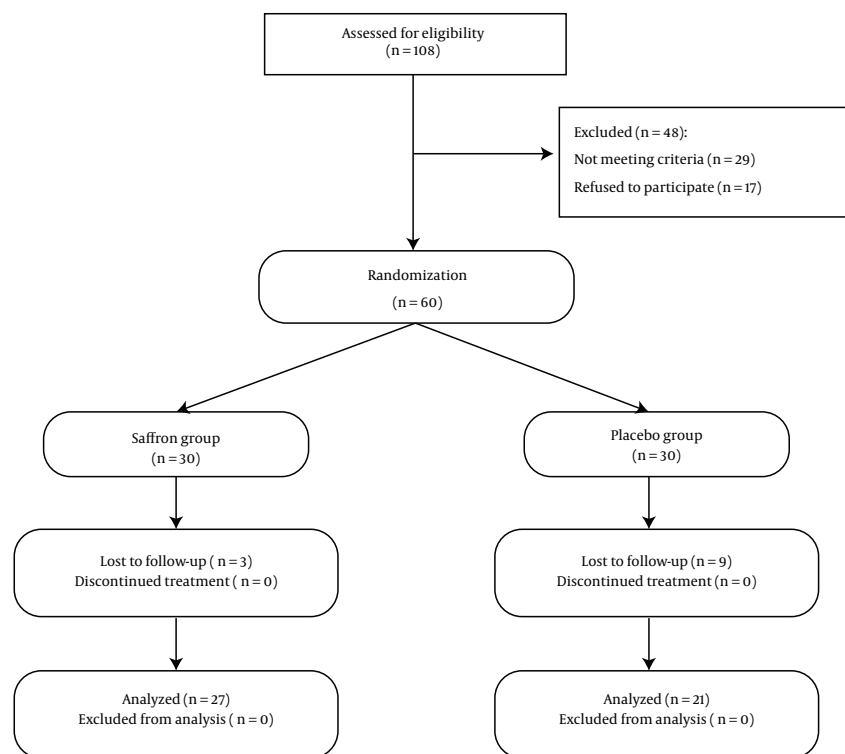 Assessed for eligibility
(n = 108)
Excluded (n = 48):
Not meeting criteria (n = 29)
Refused to participate (n = 17)
Randomization
(n = 60)
Saffron group
(n = 30)
Placebo group
(n = 30)
Lost to follow-up ( n = 3)
Discontinued treatment ( n = 0)
Lost to follow-up (n = 9)
Discontinued treatment (n = 0)
Analyzed (n = 27)
Excluded from analysis ( n = 0)
Analyzed (n = 21)
Excluded from analysis ( n = 0)